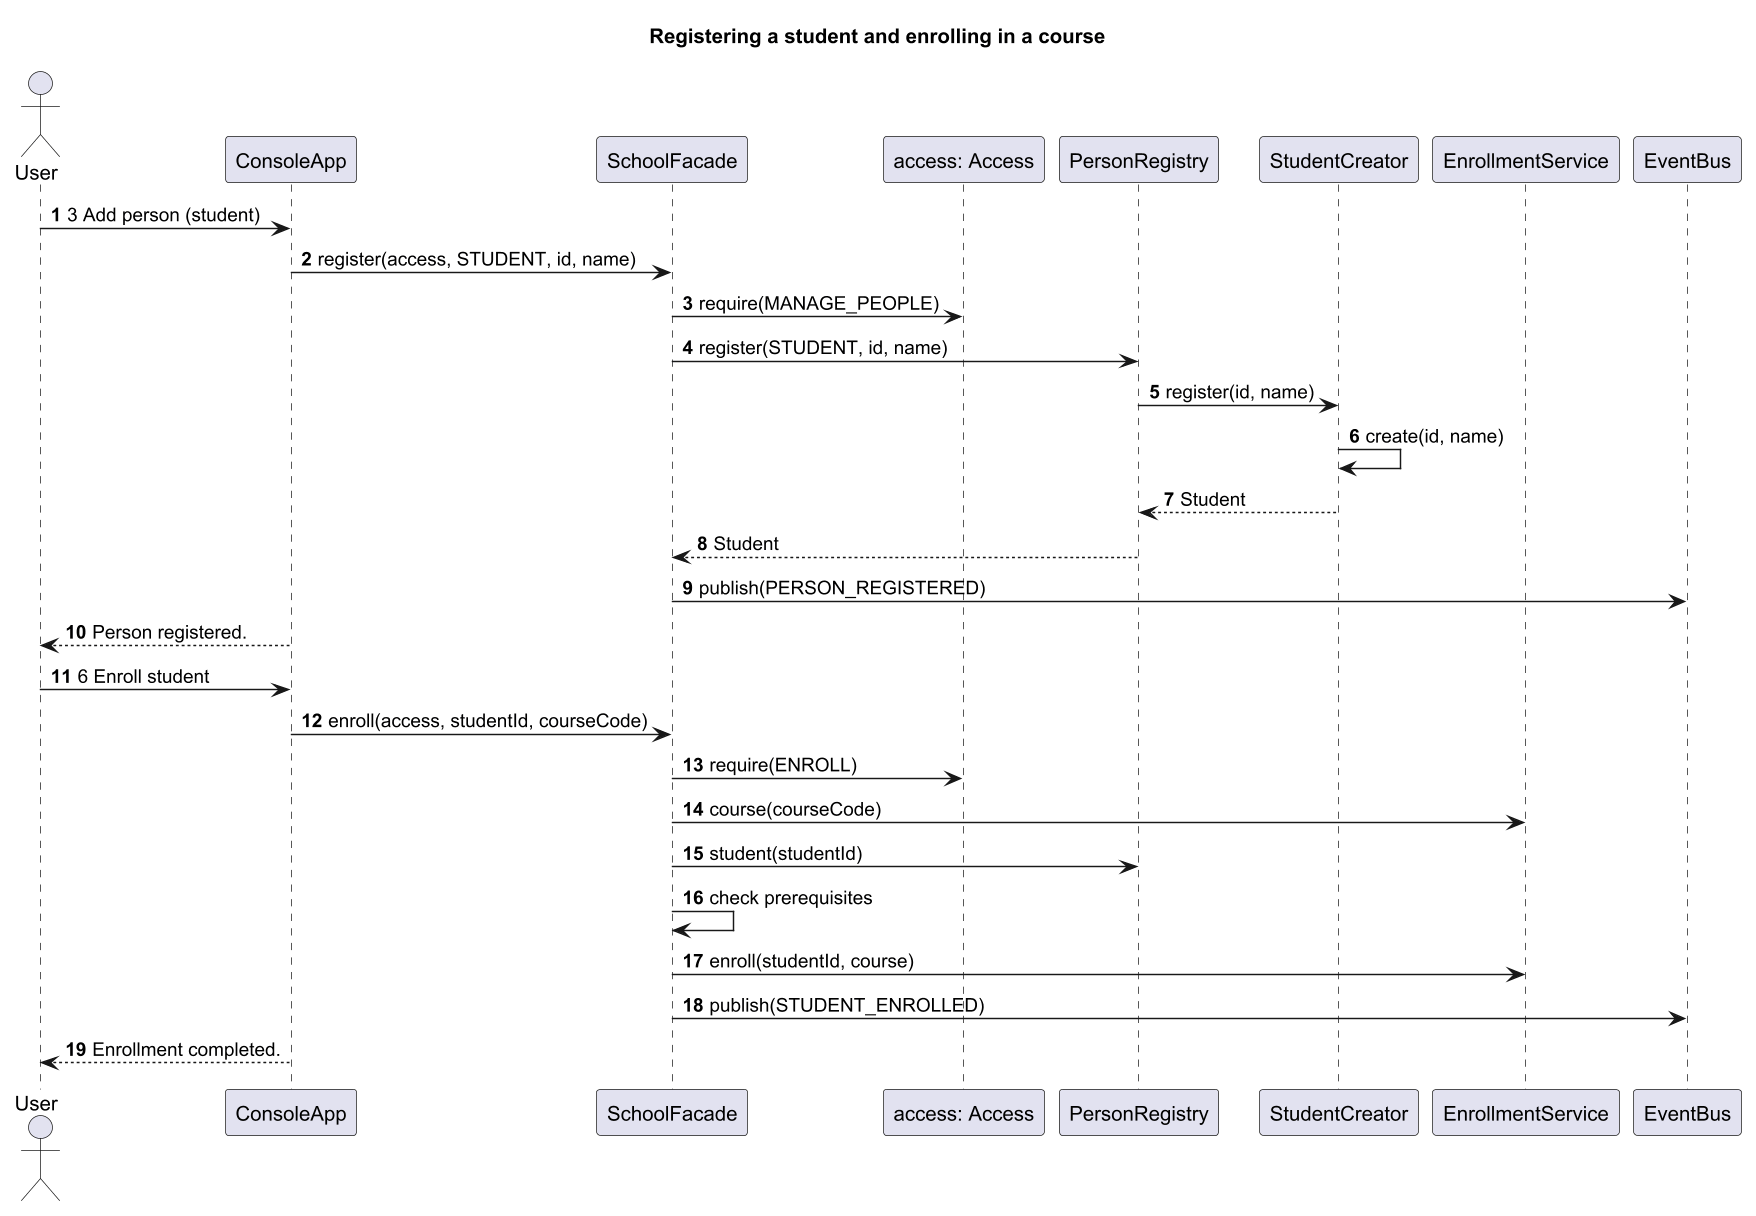 Registering a student and enrolling in a course
User
ConsoleApp
SchoolFacade
access: Access
PersonRegistry
StudentCreator
EnrollmentService
EventBus
1 3 Add person (student)
2 register(access, STUDENT, id, name)
3 require(MANAGE_PEOPLE)
4 register(STUDENT, id, name)
5 register(id, name)
6 create(id, name)
7 Student
8 Student
9 publish(PERSON_REGISTERED)
10 Person registered.
11 6 Enroll student
12 enroll(access, studentId, courseCode)
13 require(ENROLL)
14 course(courseCode)
15 student(studentId)
16 check prerequisites
17 enroll(studentId, course)
18 publish(STUDENT_ENROLLED)
19 Enrollment completed.
User
ConsoleApp
SchoolFacade
access: Access
PersonRegistry
StudentCreator
EnrollmentService
EventBus